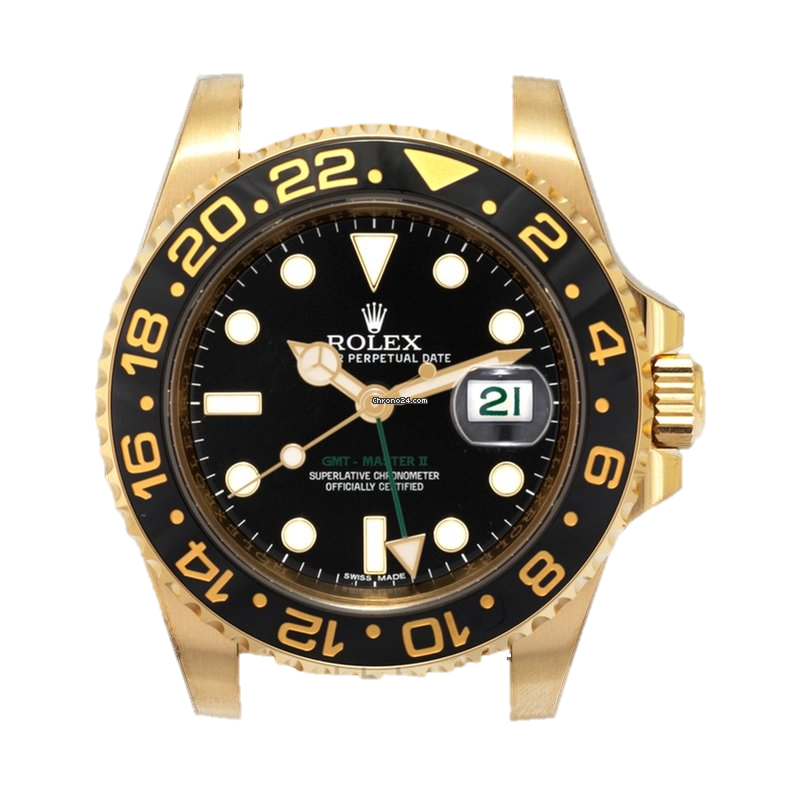 22
20
2
18
4
16
6
14
8
12
10
ROLEX
PERPETUAL DATE
Chrono24.com
21
GMT - MASTER II
SUPERLATIVE CHRONOMETER
OFFICIALLY CERTIFIED
SWISS MADE